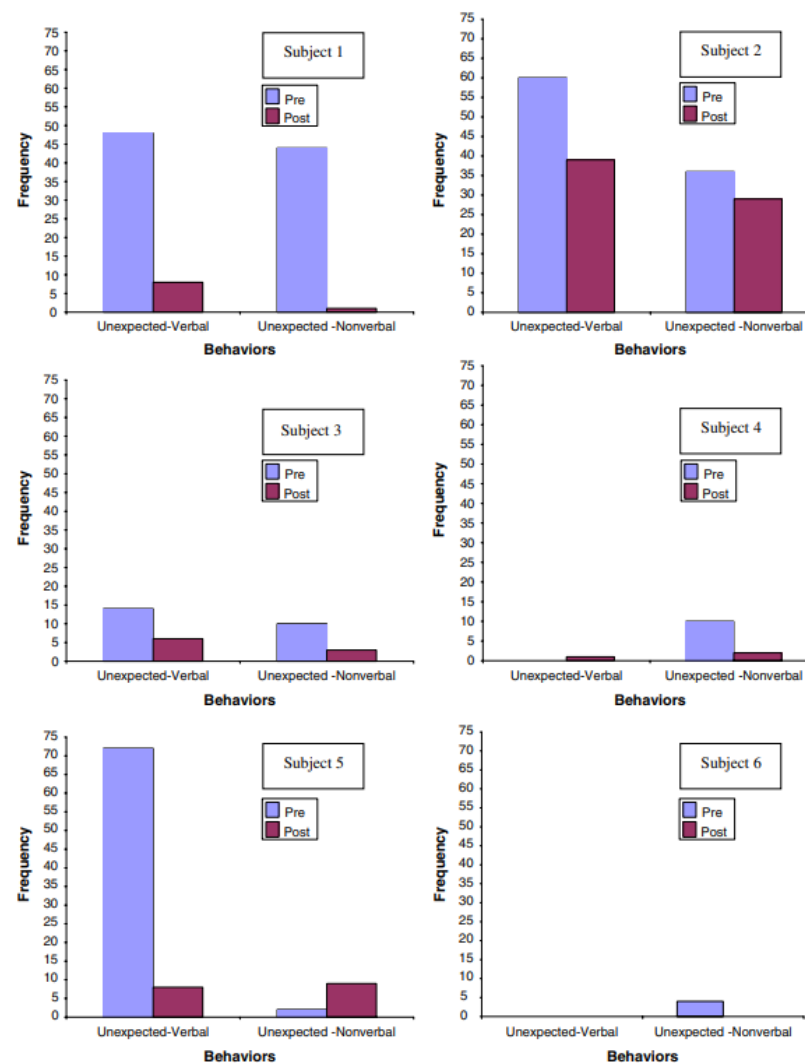 Subject 1
Pre
Post
Frequency
75
70
65
60
55
50
45
40
35
30
25
20
15
10
5
0
Unexpected-Verbal
Unexpected -Nonverbal
Behaviors
Subject 2
Pre
Post
Frequency
75
70
65
60
55
50
45
40
35
30
25
20
15
10
5
0
Unexpected-Verbal
Unexpected -Nonverbal
Behaviors
Subject 3
Pre
Post
Frequency
75
70
65
60
55
50
45
40
35
30
25
20
15
10
5
0
Unexpected-Verbal
Unexpected -Nonverbal
Behaviors
Subject 4
Pre
Post
Frequency
75
70
65
60
55
50
45
40
35
30
25
20
15
10
5
0
Unexpected-Verbal
Unexpected -Nonverbal
Behaviors
Subject 5
Pre
Post
Frequency
75
70
65
60
55
50
45
40
35
30
25
20
15
10
5
0
Unexpected-Verbal
Unexpected -Nonverbal
Behaviors
Subject 6
Pre
Post
Frequency
75
70
65
60
55
50
45
40
35
30
25
20
15
10
5
0
Unexpected-Verbal
Unexpected -Nonverbal
Behaviors